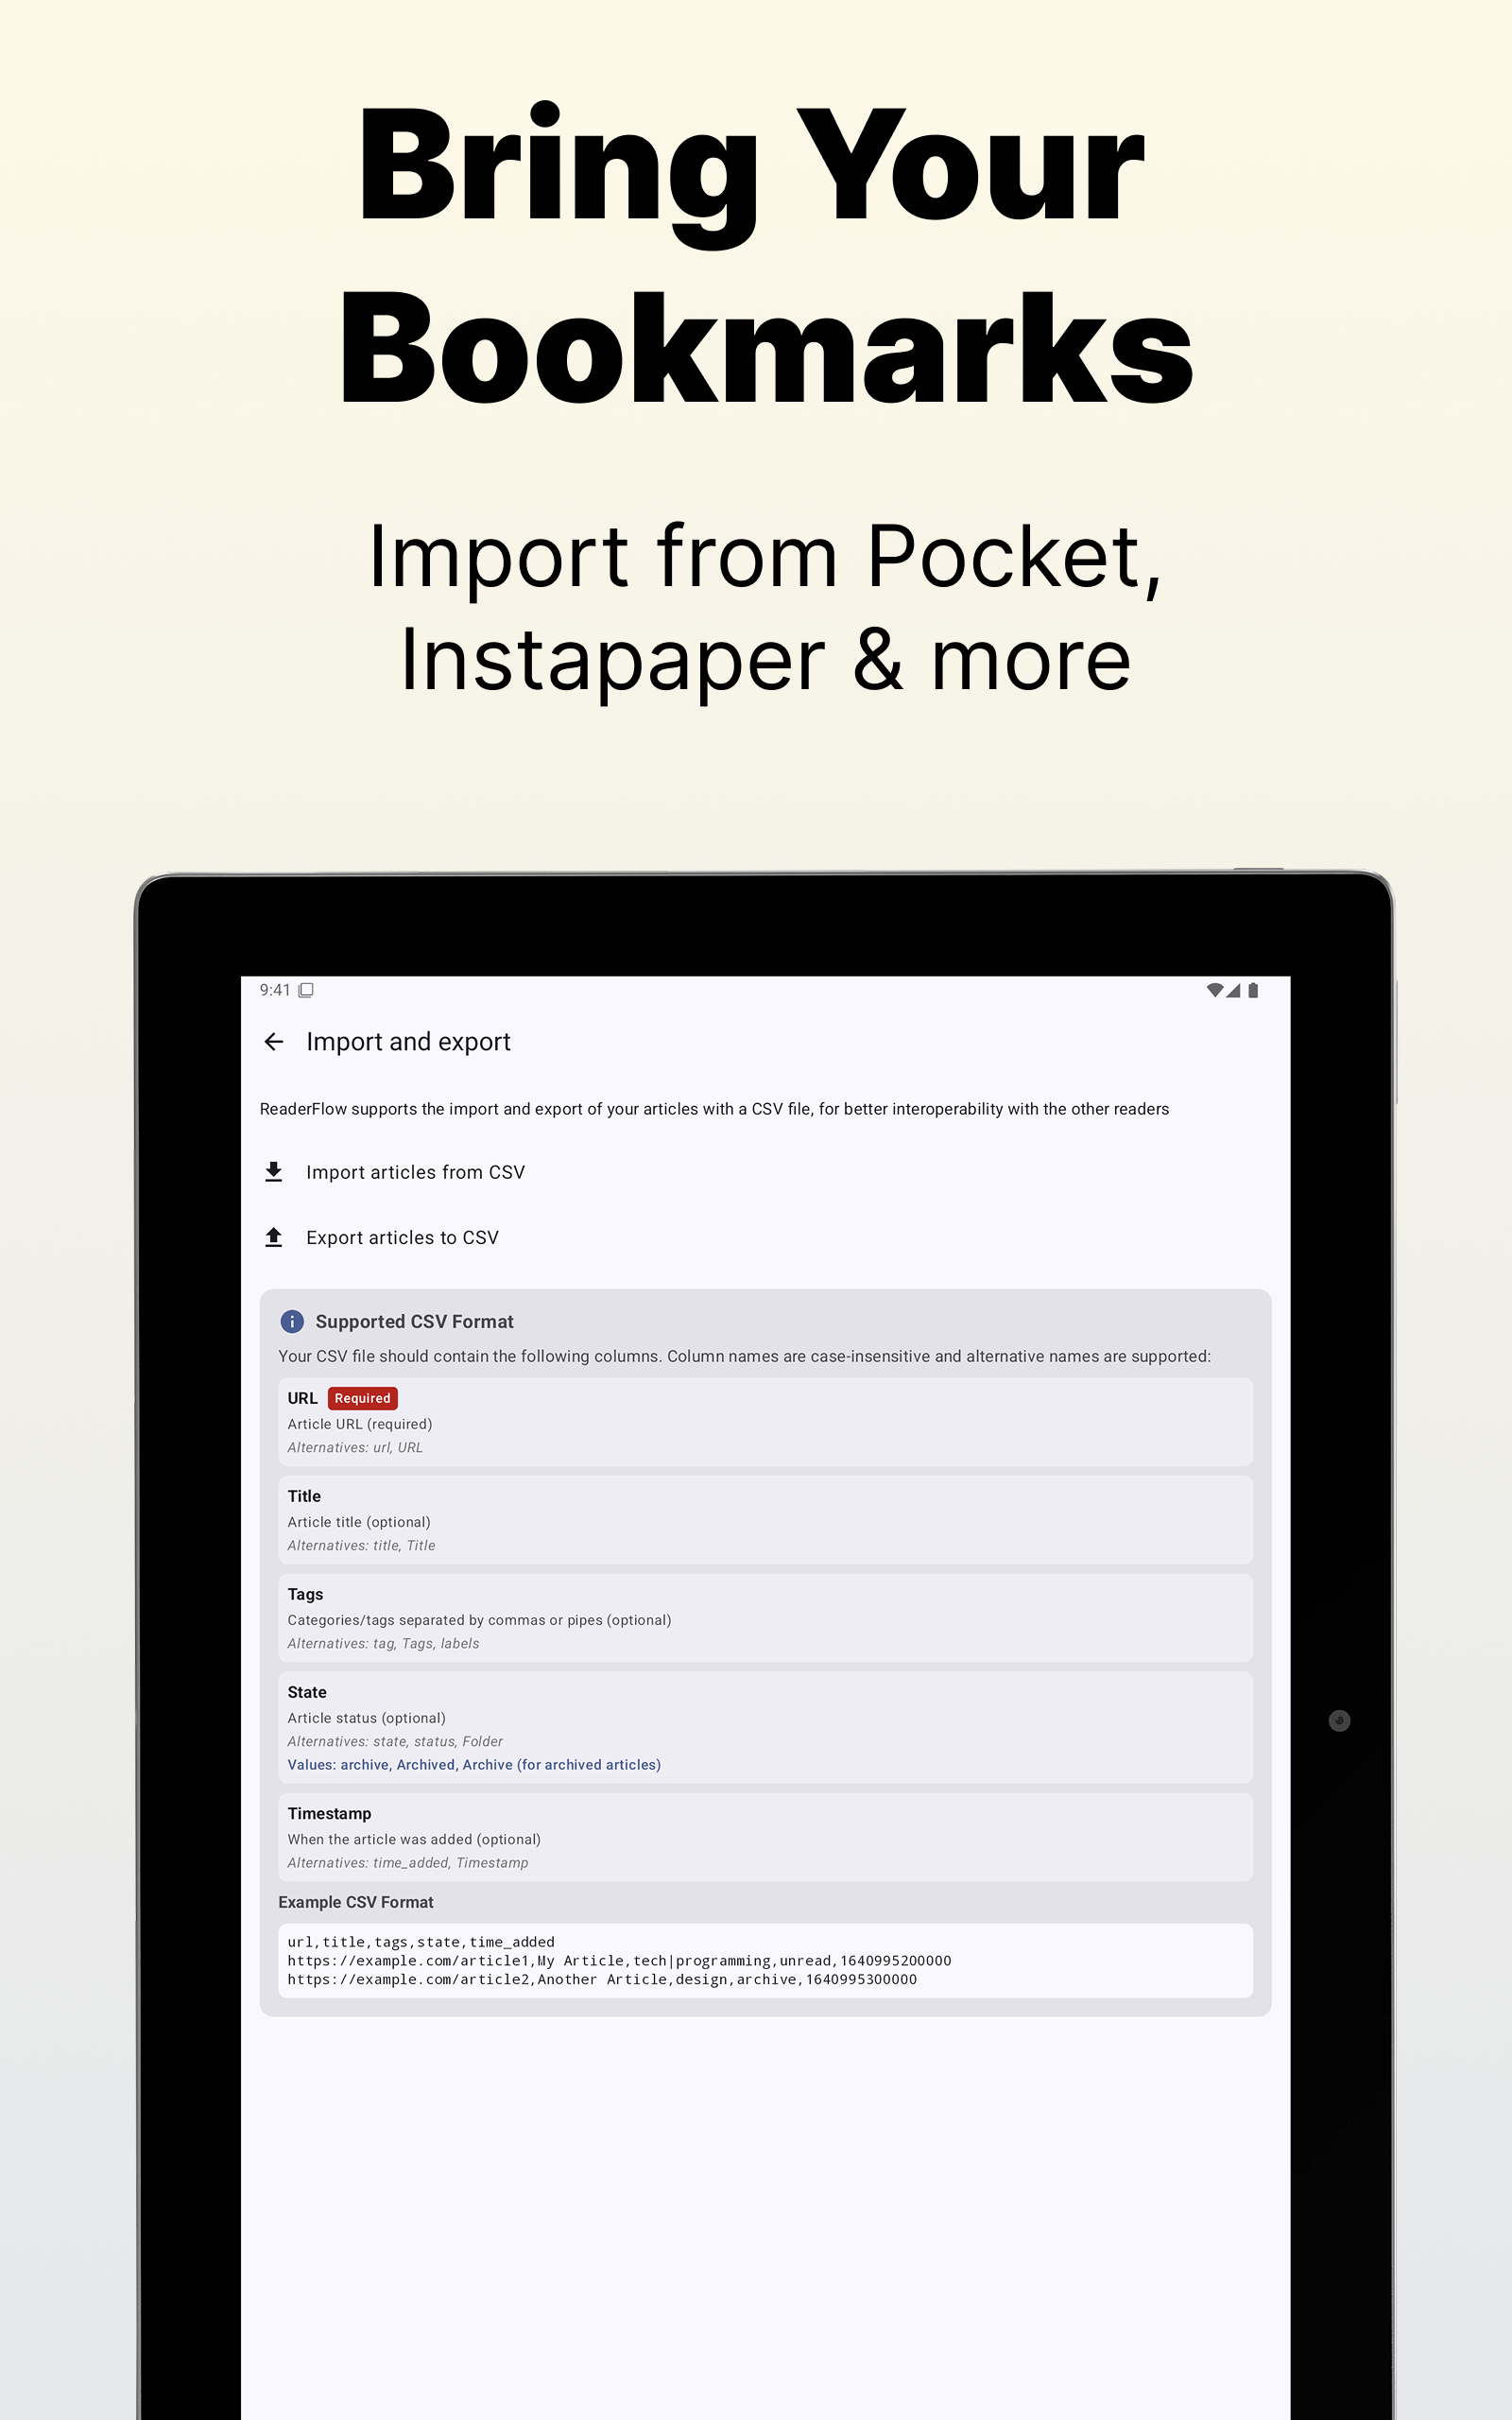 Bring Your
Bookmarks
Import from Pocket,
Instapaper & more
9:41
Import and export
ReaderFlow supports the import and export of your articles with a CSV file, for better interoperability with the other readers
Import articles from CSV
Export articles to CSV
Supported CSV Format
Your CSV file should contain the following columns. Column names are case-insensitive and alternative names are supported:
URL Required
Article URL (required)
Alternatives: url, URL
Title
Article title (optional)
Alternatives: title, Title
Tags
Categories/tags separated by commas or pipes (optional)
Alternatives: tag, Tags, labels
State
Article status (optional)
Alternatives: state, status, Folder
Values: archive, Archived, Archive (for archived articles)
Timestamp
When the article was added (optional)
Alternatives: time_added, Timestamp
Example CSV Format
url,title,tags,state,time_added
https://example.com/article1,My Article,tech|programming,unread,1640995200000
https://example.com/article2,Another Article,design,archive,1640995300000